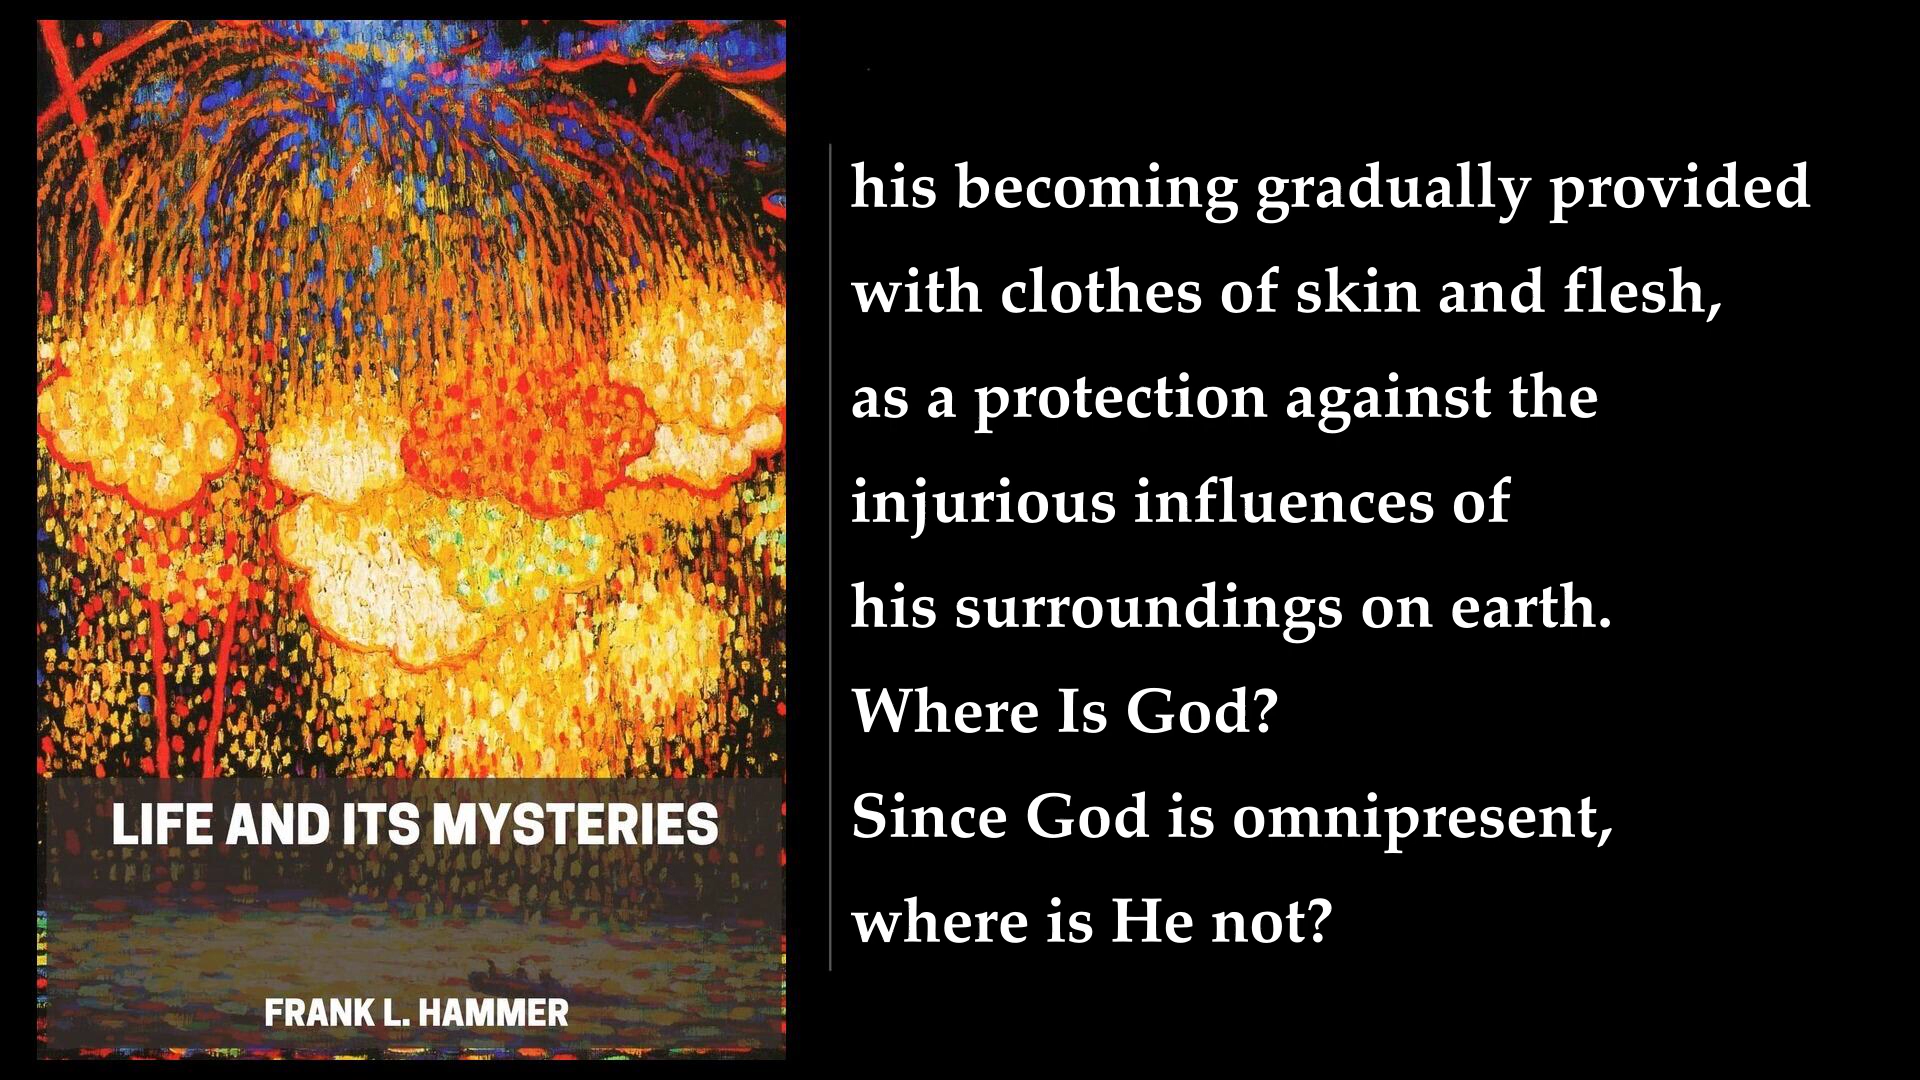 LIFE AND ITS MYSTERIES
FRANK L. HAMMER
his becoming gradually provided
with clothes of skin and flesh,
as a protection against the
injurious influences of
his surroundings on earth.
Where Is God?
Since God is omnipresent,
where is He not?